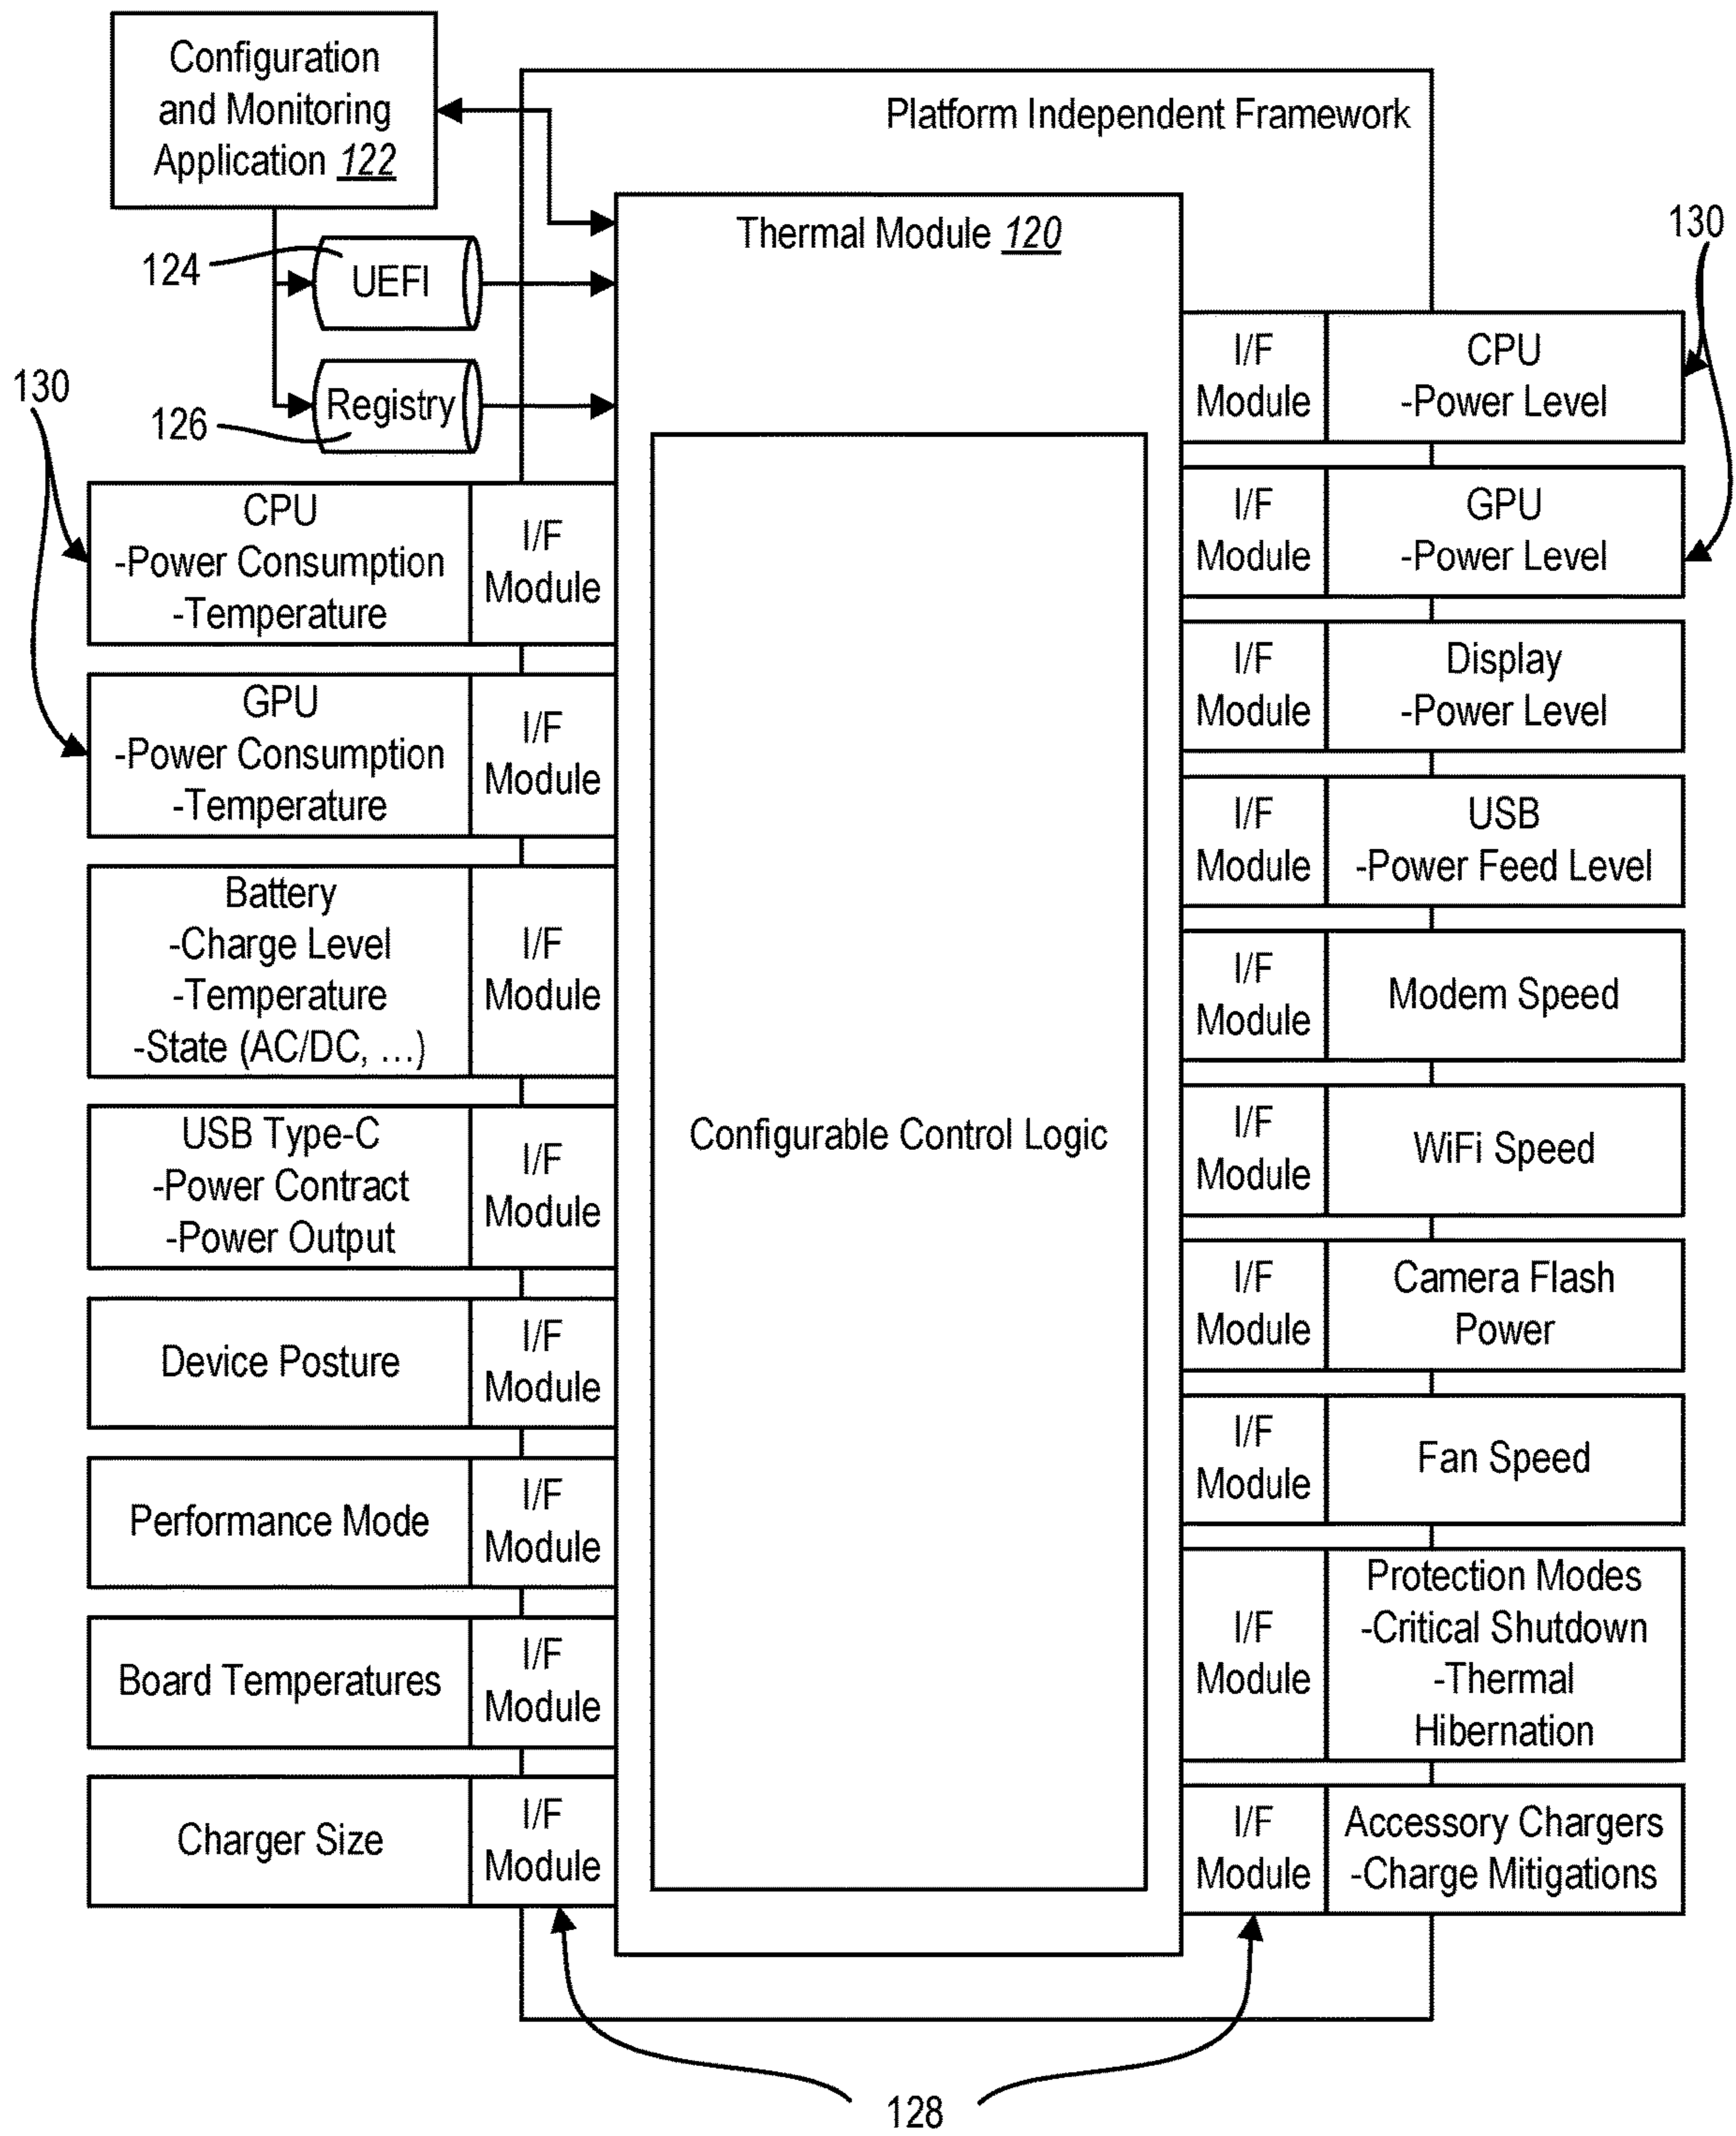 Configuration
and Monitoring
Application 122
Platform Independent Framework
Thermal Module 120
130
124
UEFI
130
Registry
126
CPU
-Power Consumption
-Temperature
I/F
Module
GPU
-Power Consumption
-Temperature
I/F
Module
Battery
-Charge Level
-Temperature
-State (AC/DC, ...)
I/F
Module
USB Type-C
-Power Contract
-Power Output
I/F
Module
Device Posture
I/F
Module
Performance Mode
I/F
Module
Board Temperatures
I/F
Module
Charger Size
I/F
Module
Configurable Control Logic
I/F
Module
CPU
-Power Level
I/F
Module
GPU
-Power Level
I/F
Module
Display
-Power Level
I/F
Module
USB
-Power Feed Level
I/F
Module
Modem Speed
I/F
Module
WiFi Speed
I/F
Module
Camera Flash
Power
I/F
Module
Fan Speed
I/F
Module
Protection Modes
-Critical Shutdown
-Thermal
Hibernation
I/F
Module
Accessory Chargers
-Charge Mitigations
128